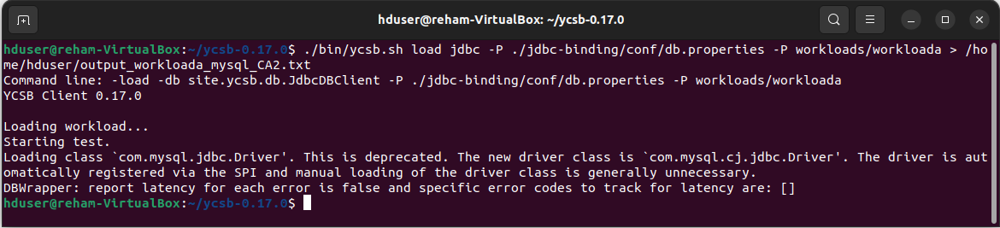 hduser@reham-VirtualBox: ~/ycsb-0.17.0
hduser@reham-VirtualBox:~/ycsb-0.17.0$ ./bin/ycsb.sh load jdbc -P ./jdbc-binding/conf/db.properties -P workloads/workloada > /ho
me/hduser/output_workloada_mysql_CA2.txt
Command line: -load -db site.ycsb.db.JdbcDBClient -P ./jdbc-binding/conf/db.properties -P workloads/workloada
YCSB Client 0.17.0
Loading workload...
Starting test.
Loading class `com.mysql.jdbc.Driver'. This is deprecated. The new driver class is `com.mysql.cj.jdbc.Driver'. The driver is aut
omatically registered via the SPI and manual loading of the driver class is generally unnecessary.
DBWrapper: report latency for each error is false and specific error codes to track for latency are: []
hduser@reham-VirtualBox:~/ycsb-0.17.0$